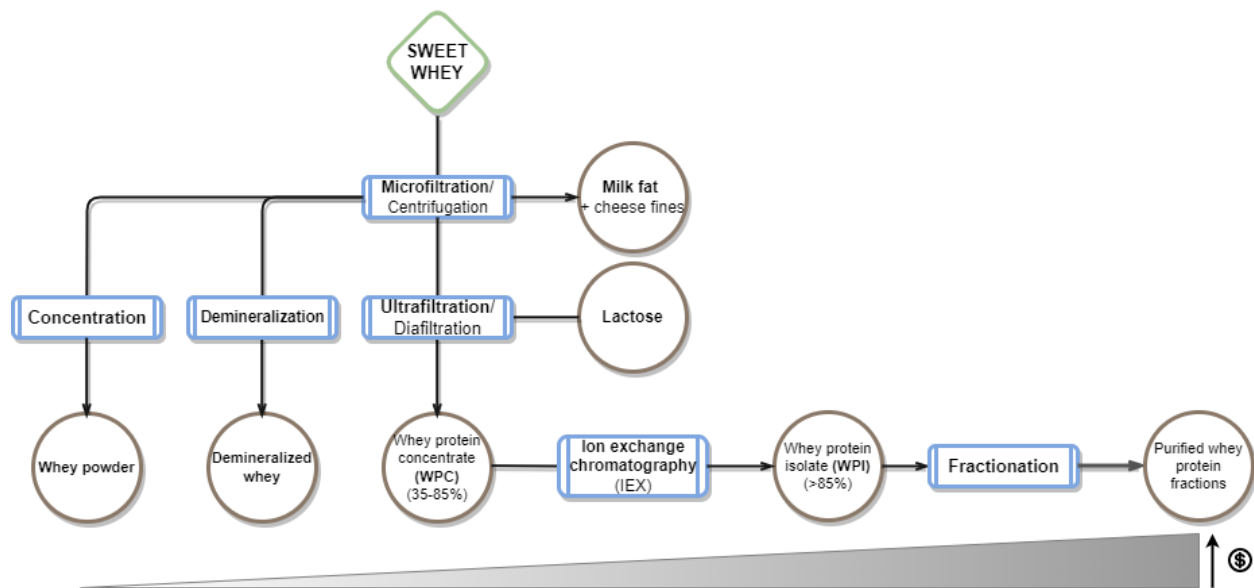 SWEET
WHEY
Microfiltration/
Centrifugation
Milk fat
+ cheese fines
Concentration
Demineralization
Ultrafiltration/
Diafiltration
Lactose
Whey powder
Demineralized
whey
Whey protein
concentrate
(WPC)
(35-85%)
Ion exchange
chromatography
(IEX)
Whey protein
isolate (WPI)
(>85%)
Fractionation
Purified whey
protein
fractions
$